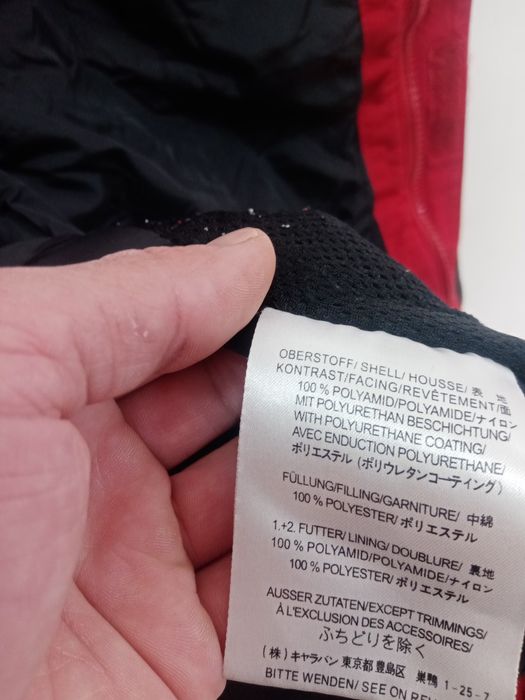 OBERSTOFF/ SHELL/ HOUSSE/ 表 地
KONTRAST/FACING/REVÊTEMENT/面
100 % POLYAMID/POLYAMIDE/ナイロン
MIT POLYURETHAN BESCHICHTUNG/
WITH POLYURETHANE COATING/
AVEC ENDUCTION POLYURETHANE/
ポリエステル (ポリウレタンコーティング)
FÜLLUNG/FILLING/GARNITURE/ 中綿
100 % POLYESTER/ ポリエステル
1.+2. FUTTER/ LINING/ DOUBLURE/ 裏地
100 % POLYAMID/POLYAMIDE/ナイロン
100 % POLYESTER/ ポリエステル
AUSSER ZUTATEN/EXCEPT TRIMMINGS/
À L'EXCLUSION DES ACCESSOIRES/
ふちどりを除く
(株) キャラバン 東京都 豊島区 巣鴨 1-25-7
BITTE WENDEN/ SEE ON RE